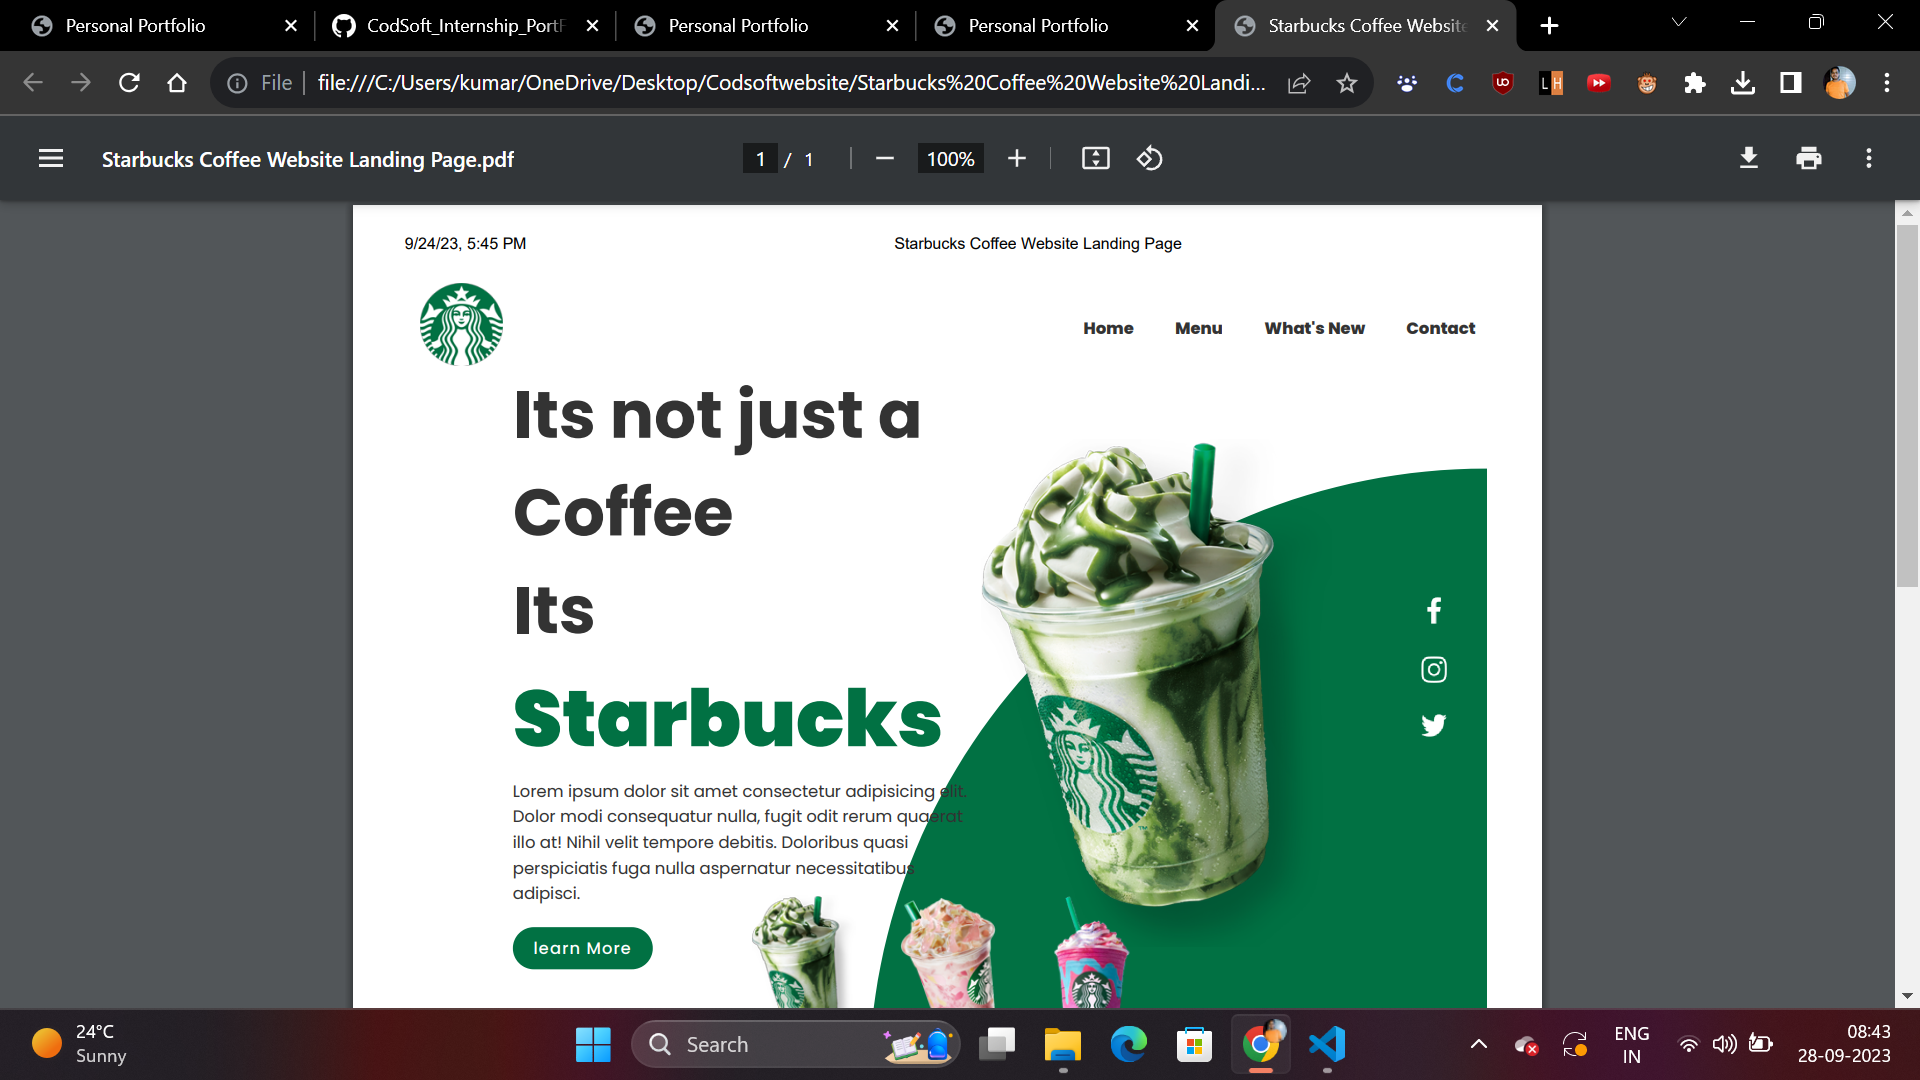 Personal Portfolio
CodSoft_Internship_PortF
Personal Portfolio
Personal Portfolio
Starbucks Coffee Website
File
file:///C:/Users/kumar/OneDrive/Desktop/Codsoftwebsite/Starbucks%20Coffee%20Website%20Landi...
LH
Starbucks Coffee Website Landing Page.pdf
1 / 1
100%
9/24/23, 5:45 PM
Starbucks Coffee Website Landing Page
Home
Menu
What's New
Contact
Its not just a
Coffee
Its
Starbucks
Lorem ipsum dolor sit amet consectetur adipisicing elit.
Dolor modi consequatur nulla, fugit odit rerum quaerat
illo at! Nihil velit tempore debitis. Doloribus quasi
perspiciatis fuga nulla aspernatur necessitatibus
adipisci.
learn More
24°C
Sunny
Search
ENG
IN
08:43
28-09-2023